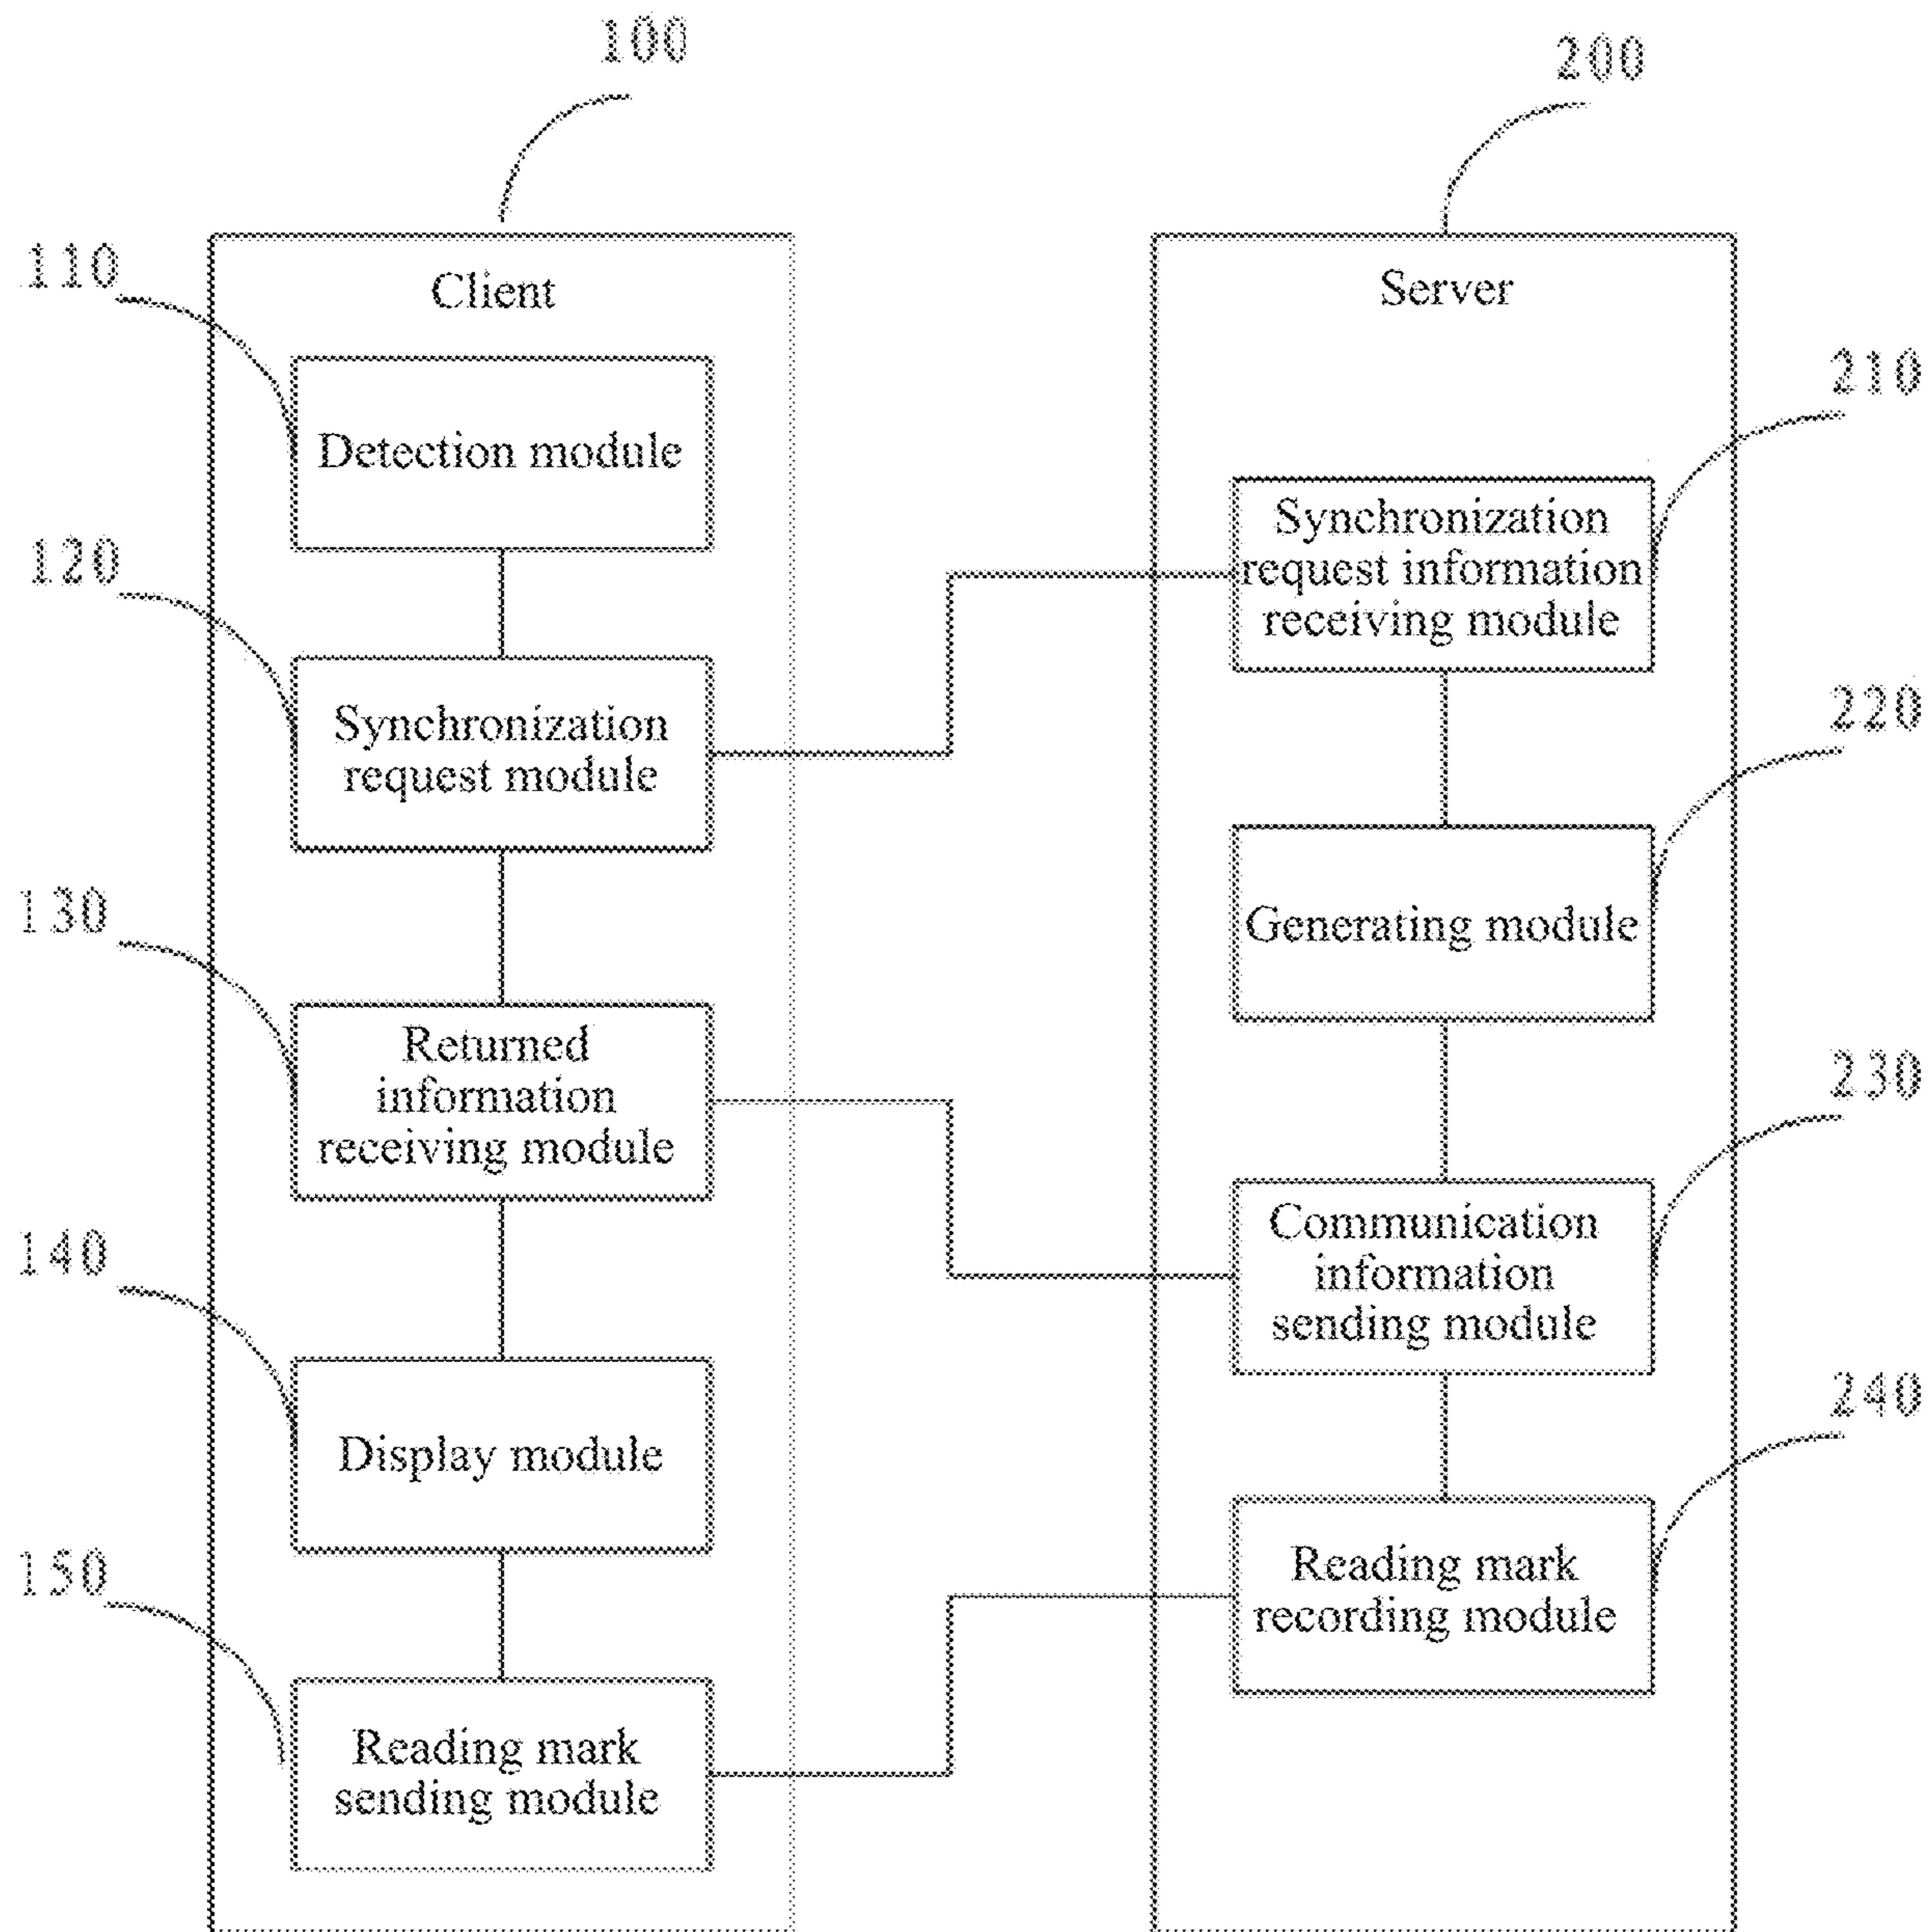 100
200
Client
Server
110
Detection module
210
Synchronization
request information
receiving module
120
Synchronization
request module
220
Generating module
130
Returned
information
receiving module
230
Communication
information
sending module
140
Display module
240
Reading mark
recording module
150
Reading mark
sending module